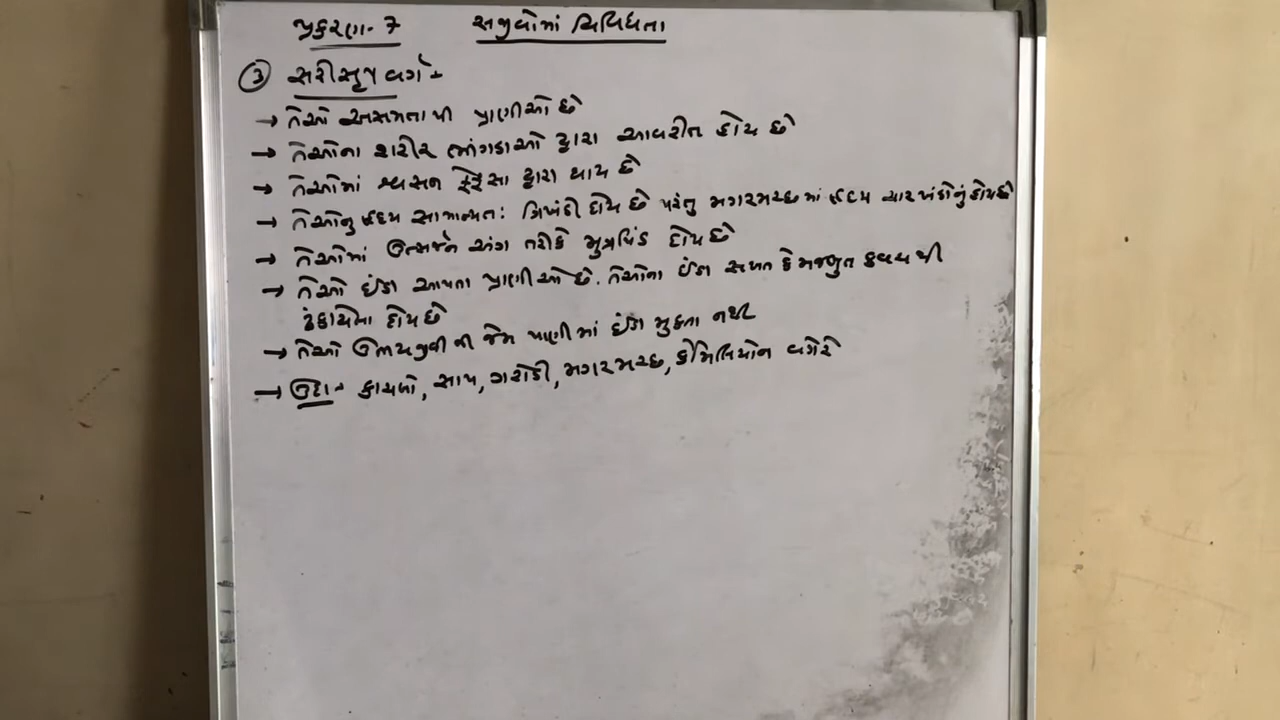 પ્રકરણ-7 સજીવોમાં વિવિધતા
③ સરીસૃપ વર્ગ :-
→ તેઓ અસમતાપી પ્રાણીઓ છે
→ તેઓના શરીર ભીંગડાઓ દ્વારા આવરીત હોય છે
→ તેઓમાં શ્વસન ફેફસા દ્વારા થાય છે
→ તેઓનું હૃદય સામાન્યત: ત્રિખંડી હોય છે પરંતુ મગરમચ્છમાં હૃદય ચાર ખંડોનું હોય છે
→ તેઓમાં ઉત્સર્જન અંગ તરીકે મુત્રપિંડ હોય છે
→ તેઓ ઈંડા આપતા પ્રાણીઓ છે. તેઓના ઈંડા સખત કે મજબુત કવચથી
ઢંકાયેલા હોય છે
→ તેઓ ઉભયજીવીની જેમ પાણીમાં ઈંડા મુકતા નથી
→ ઉદા - કાચબો, સાપ, ગરોળી, મગરમચ્છ, કેમેલિયોન વગેરે